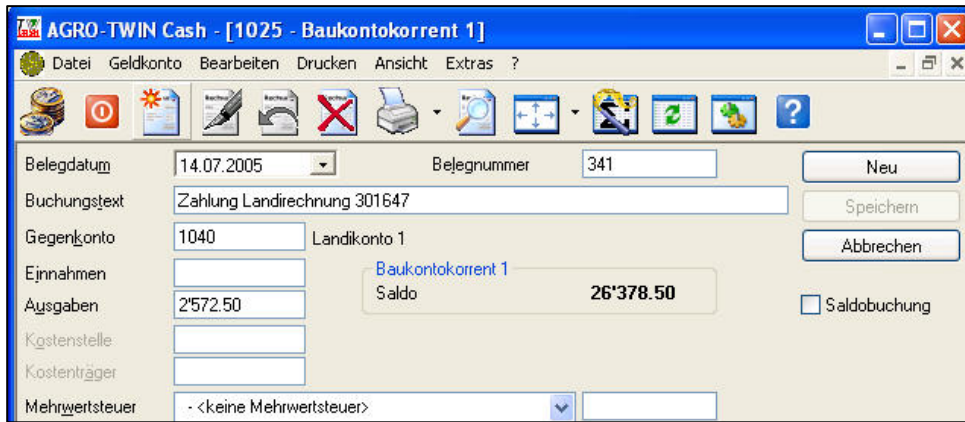 AGRO-TWIN Cash - [1025 - Baukontokorrent 1]
Datei Geldkonto Bearbeiten Drucken Ansicht Extras ?
Belegdatum 14.07.2005 Belegnummer 341 Neu
Buchungstext Zahlung Landirechnung 301647 Speichern
Gegenkonto 1040 Landikonto 1 Abbrechen
Einnahmen Baukontokorrent 1
Saldo 26'378.50
Ausgaben 2'572.50 Saldobuchung
Kostenstelle
Kostenträger
Mehrwertsteuer - <keine Mehrwertsteuer>